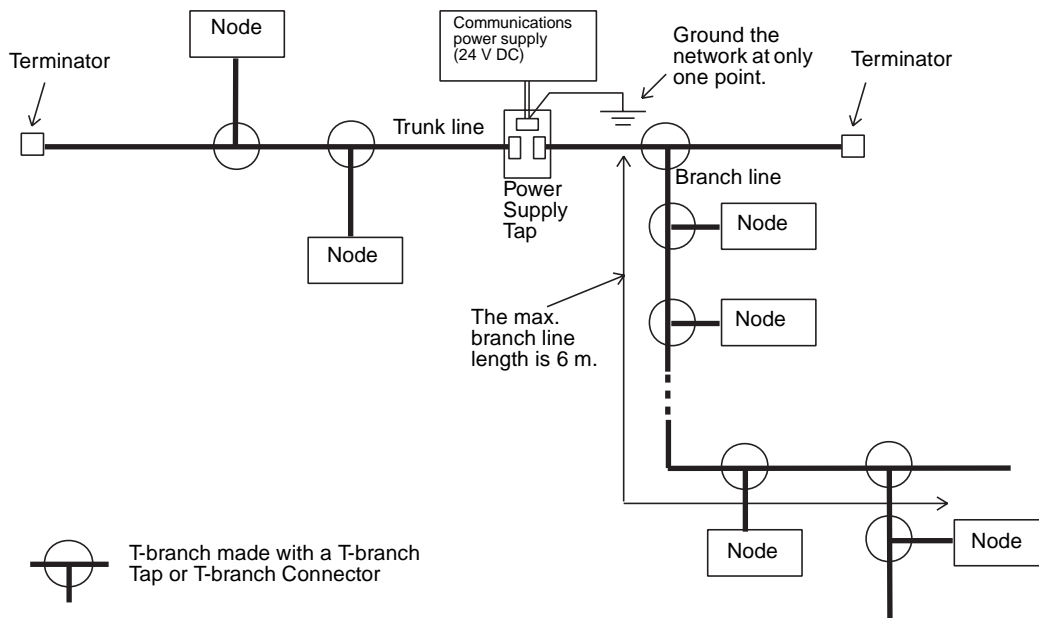 Node
Communications
power supply
(24 V DC)
Ground the
network at only
one point.
Terminator
Terminator
Trunk line
Branch line
Power
Supply
Tap
Node
Node
Node
The max.
branch line
length is 6 m.
Node
Node
T-branch made with a T-branch
Tap or T-branch Connector